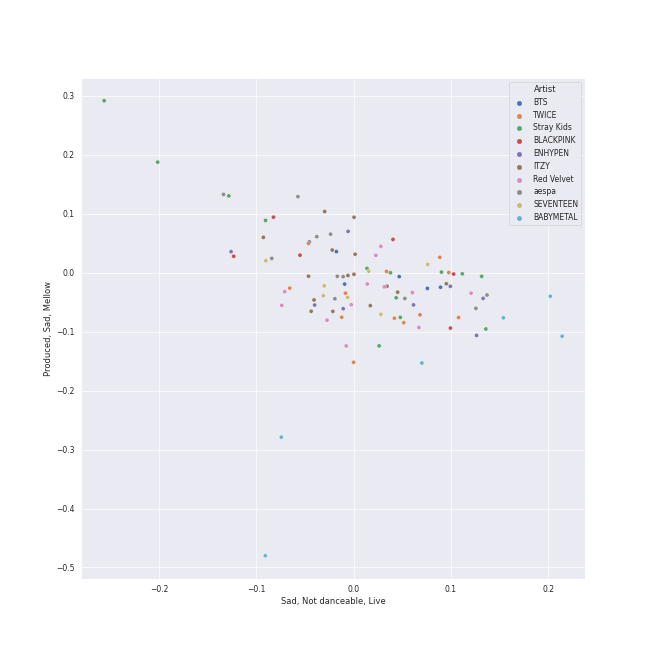 Artist
BTS
TWICE
Stray Kids
BLACKPINK
ENHYPEN
ITZY
Red Velvet
aespa
SEVENTEEN
BABYMETAL
0.3
0.2
0.1
0.0
−0.1
−0.2
−0.3
−0.4
−0.5
Produced, Sad, Mellow
−0.2
−0.1
0.0
0.1
0.2
Sad, Not danceable, Live